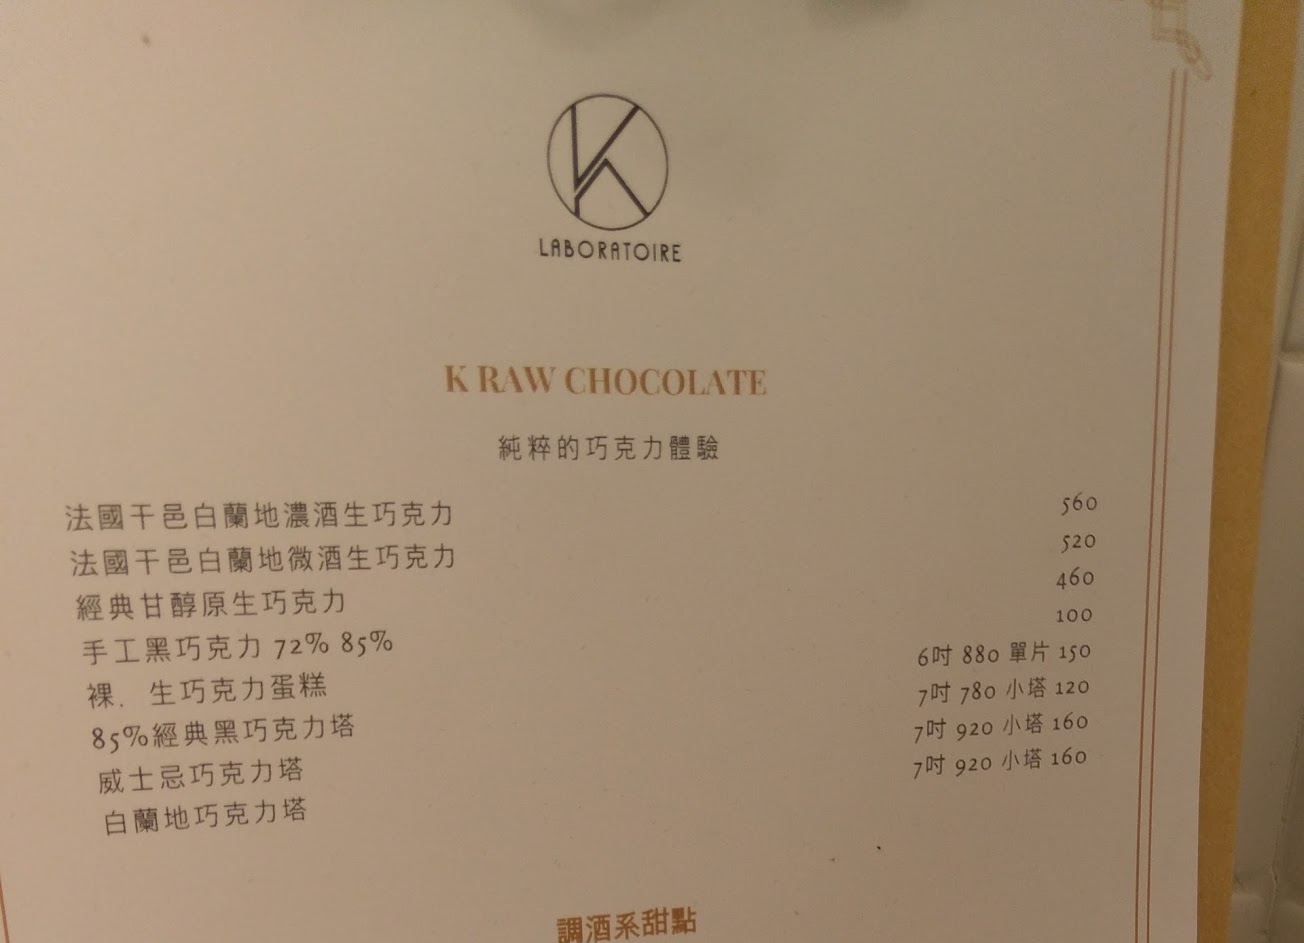 K
LABORATOIRE
K RAW CHOCOLATE
純粹的巧克力體驗
法國干邑白蘭地濃酒生巧克力 560
法國干邑白蘭地微酒生巧克力 520
經典甘醇原生巧克力 460
手工黑巧克力 72% 85% 100
裸．生巧克力蛋糕 6吋 880 單片 150
85%經典黑巧克力塔 7吋 780 小塔 120
威士忌巧克力塔 7吋 920 小塔 160
白蘭地巧克力塔 7吋 920 小塔 160
調酒系甜點